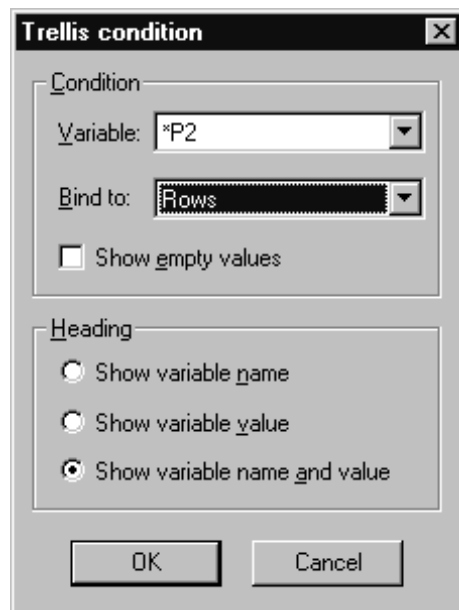 Trellis condition
Condition
Variable: *P2
Bind to: Rows
Show empty values
Heading
Show variable name
Show variable value
Show variable name and value
OK Cancel